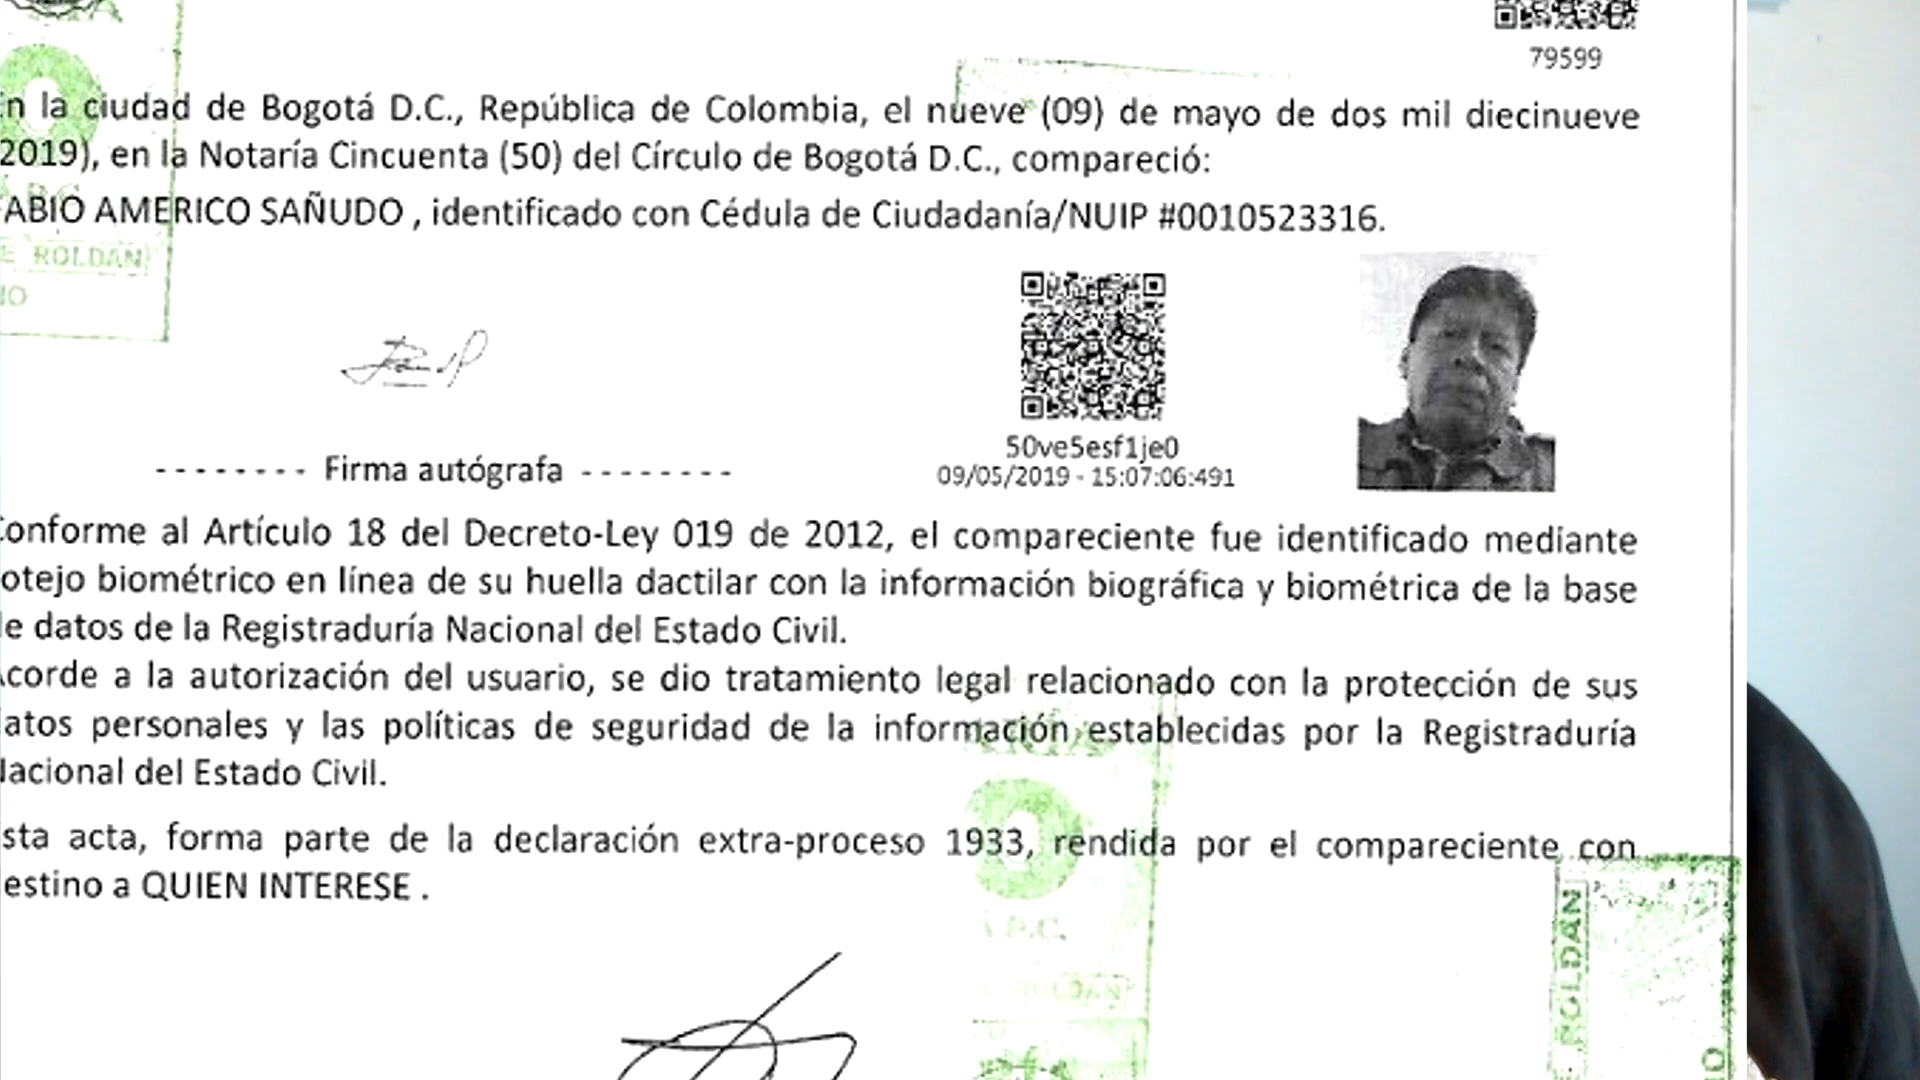 79599
n la ciudad de Bogotá D.C., República de Colombia, el nueve (09) de mayo de dos mil diecinueve
2019), en la Notaría Cincuenta (50) del Círculo de Bogotá D.C., compareció:
ABIO AMERICO SAÑUDO , identificado con Cédula de Ciudadanía/NUIP #0010523316.
E ROLDAN
IO
50ve5esf1je0
09/05/2019 - 15:07:06:491
-------- Firma autógrafa --------
onforme al Artículo 18 del Decreto-Ley 019 de 2012, el compareciente fue identificado mediante
otejo biométrico en línea de su huella dactilar con la información biográfica y biométrica de la base
e datos de la Registraduría Nacional del Estado Civil.
corde a la autorización del usuario, se dio tratamiento legal relacionado con la protección de sus
atos personales y las políticas de seguridad de la información establecidas por la Registraduría
acional del Estado Civil.
sta acta, forma parte de la declaración extra-proceso 1933, rendida por el compareciente con
estino a QUIEN INTERESE .
D.C.
ROLDAN
E ROLDAN
IO